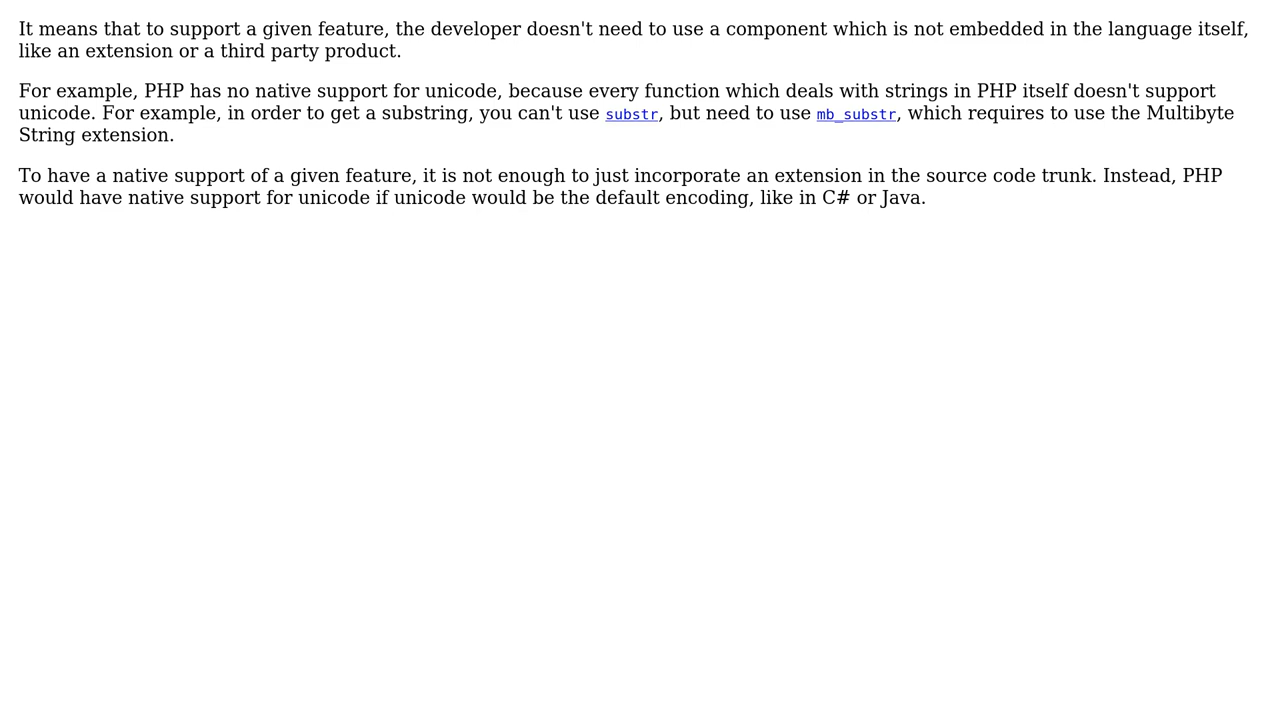 It means that to support a given feature, the developer doesn't need to use a component which is not embedded in the language itself,
like an extension or a third party product.
For example, PHP has no native support for unicode, because every function which deals with strings in PHP itself doesn't support
unicode. For example, in order to get a substring, you can't use substr, but need to use mb_substr, which requires to use the Multibyte
String extension.
To have a native support of a given feature, it is not enough to just incorporate an extension in the source code trunk. Instead, PHP
would have native support for unicode if unicode would be the default encoding, like in C# or Java.